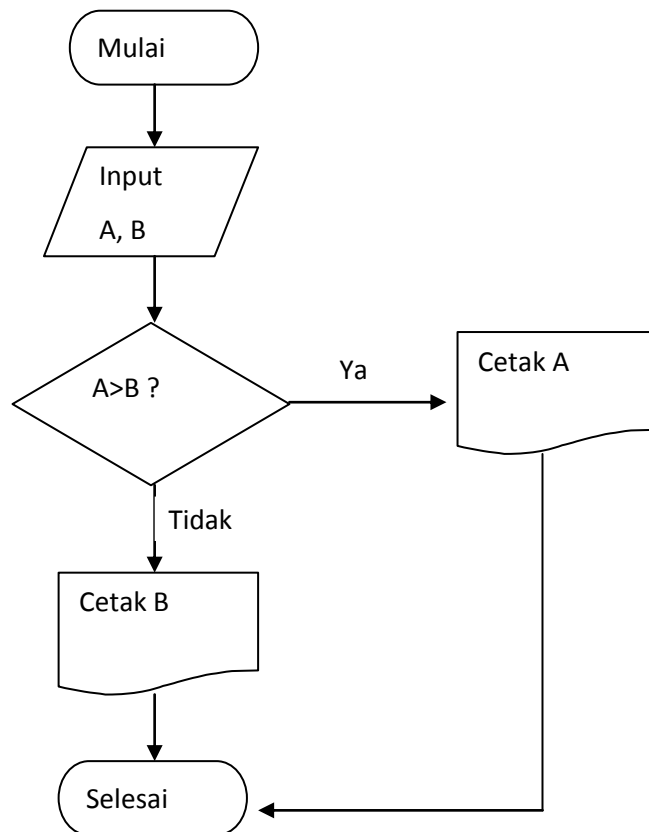 Mulai
Input
A, B
A>B ?
Ya
Cetak A
Tidak
Cetak B
Selesai